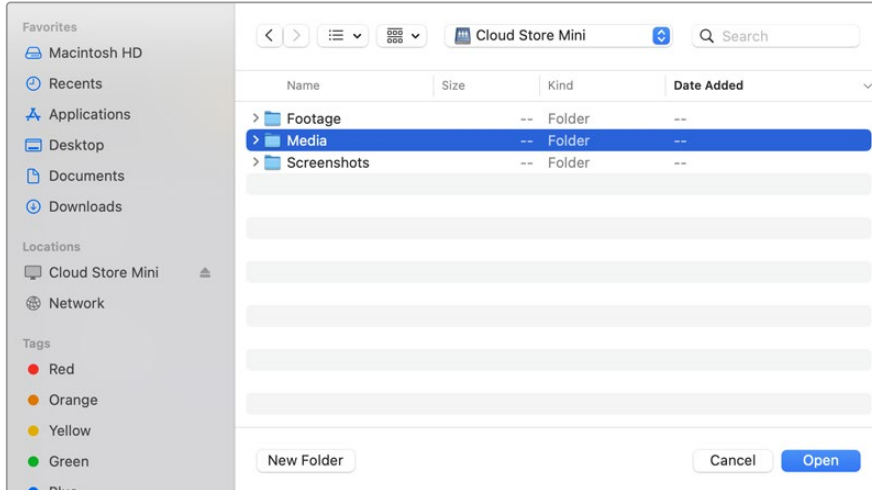 Favorites
Macintosh HD
Recents
Applications
Desktop
Documents
Downloads
Locations
Cloud Store Mini
Network
Tags
Red
Orange
Yellow
Green
Blue
Cloud Store Mini
Search
Name Size Kind Date Added
Footage -- Folder --
Media -- Folder --
Screenshots -- Folder --
New Folder Cancel Open